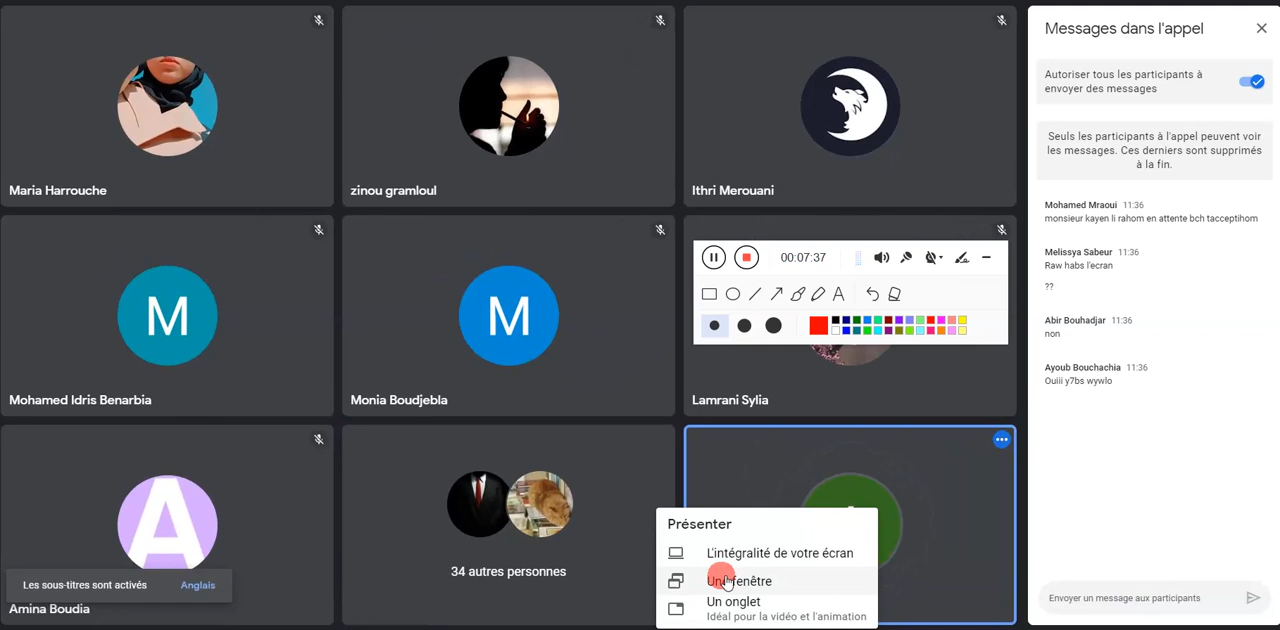 Maria Harrouche
zinou gramloul
Ithri Merouani
M
Mohamed Idris Benarbia
M
Monia Boudjebla
00:07:37
A
Lamrani Sylia
A
Les sous-titres sont activés Anglais
Amina Boudia
34 autres personnes
Présenter
L'intégralité de votre écran
Une fenêtre
Un onglet
Idéal pour la vidéo et l'animation
Messages dans l'appel
Autoriser tous les participants à
envoyer des messages
Seuls les participants à l'appel peuvent voir
les messages. Ces derniers sont supprimés
à la fin.
Mohamed Mraoui 11:36
monsieur kayen li rahom en attente bch tacceptihom
Melissya Sabeur 11:36
Raw habs l'ecran
??
Abir Bouhadjar 11:36
non
Ayoub Bouchachia 11:36
Ouiii y7bs wywlo
Envoyer un message aux participants